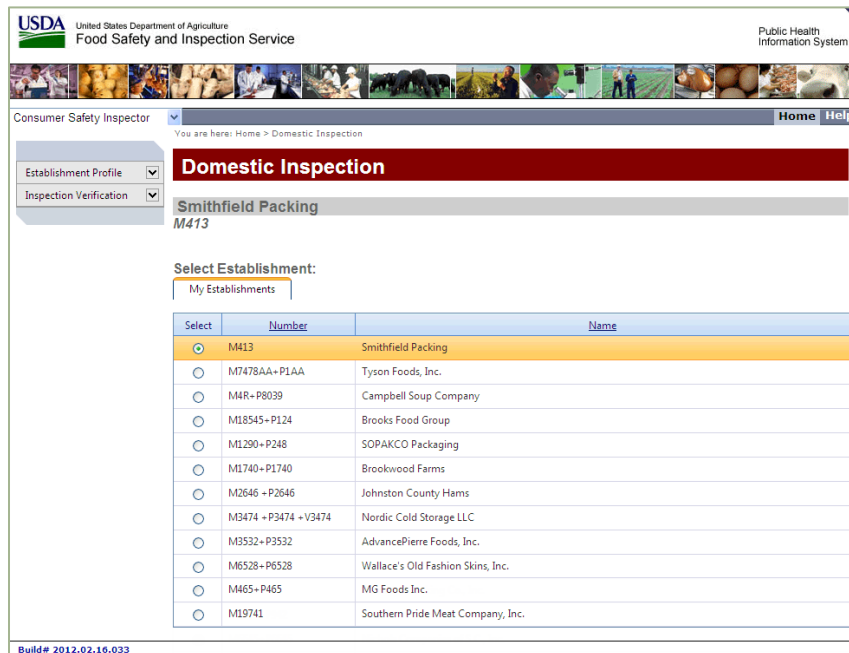 USDA
United States Department of Agriculture
Food Safety and Inspection Service
Public Health
Information System
Consumer Safety Inspector
Home Help
You are here: Home > Domestic Inspection
Establishment Profile
Inspection Verification
Domestic Inspection
Smithfield Packing
M413
Select Establishment:
My Establishments
Select Number Name
M413 Smithfield Packing
M7478AA+P1AA Tyson Foods, Inc.
M4R+P8039 Campbell Soup Company
M18545+P124 Brooks Food Group
M1290+P248 SOPAKCO Packaging
M1740+P1740 Brookwood Farms
M2646 +P2646 Johnston County Hams
M3474 +P3474 +V3474 Nordic Cold Storage LLC
M3532+P3532 AdvancePierre Foods, Inc.
M6528+P6528 Wallace's Old Fashion Skins, Inc.
M465+P465 MG Foods Inc.
M19741 Southern Pride Meat Company, Inc.
Build# 2012.02.16.033